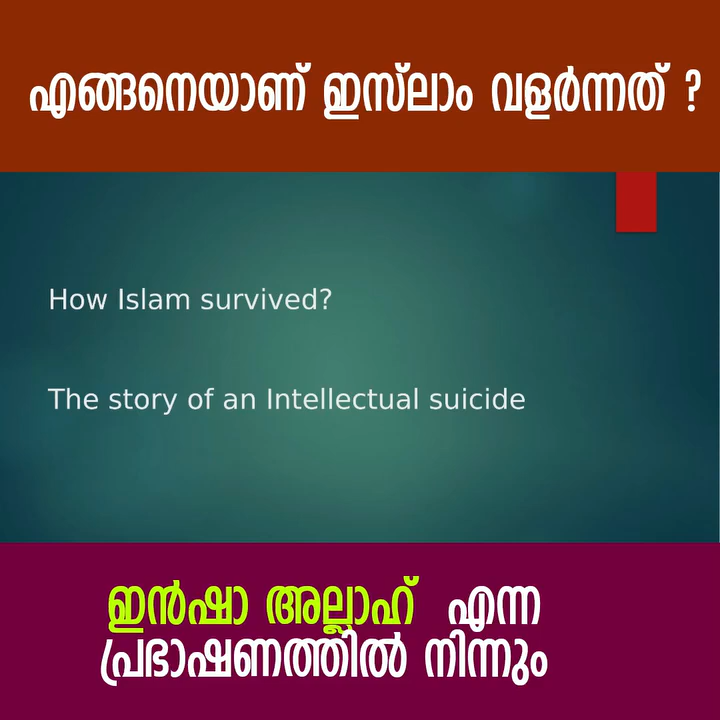 എങ്ങനെയാണ് ഇസ്‌ലാം വളർന്നത് ?
How Islam survived?
The story of an Intellectual suicide
ഇൻഷാ അല്ലാഹ് എന്ന
പ്രഭാഷണത്തിൽ നിന്നും